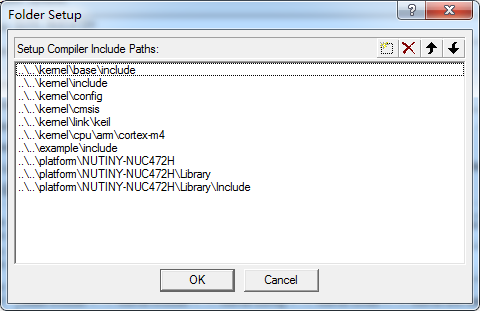 Folder Setup
Setup Compiler Include Paths:
..\..\kernel\base\include
..\..\kernel\include
..\..\kernel\config
..\..\kernel\cmsis
..\..\kernel\link\keil
..\..\kernel\cpu\arm\cortex-m4
..\..\example\include
..\..\platform\NUTINY-NUC472H
..\..\platform\NUTINY-NUC472H\Library
..\..\platform\NUTINY-NUC472H\Library\Include
OK Cancel